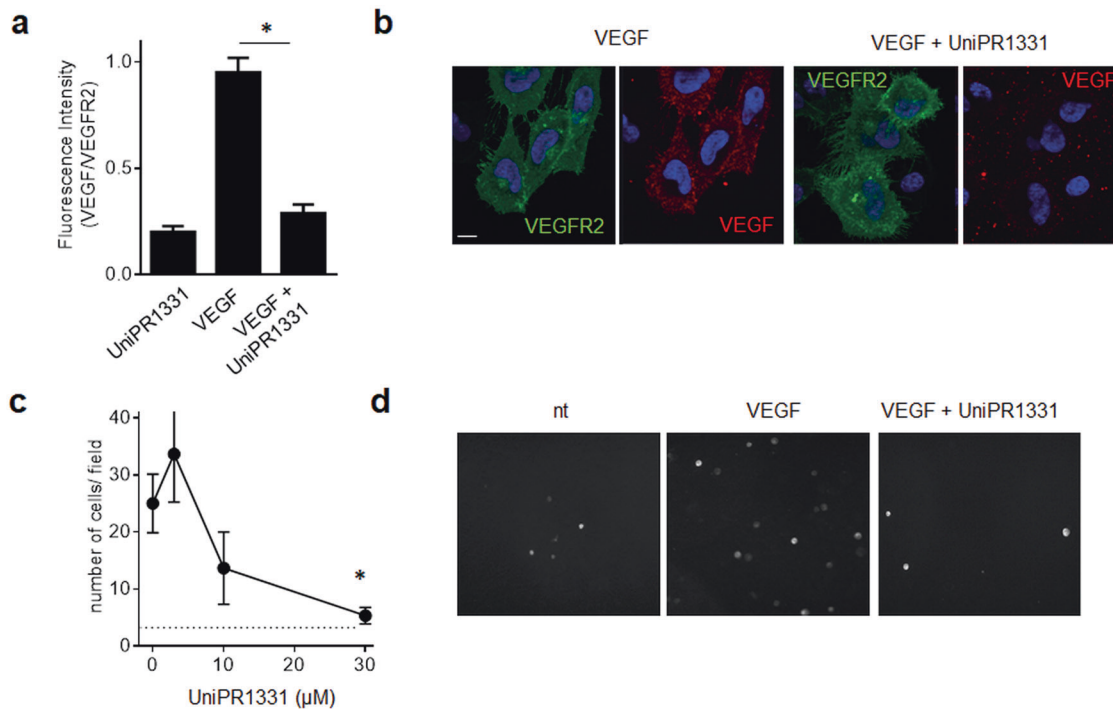 a
*
Fluorescence Intensity
(VEGF/VEGFR2)
1.0
0.5
0.0
UniPR1331
VEGF
VEGF +
UniPR1331
b
VEGF
VEGF + UniPR1331
VEGFR2
VEGF
VEGFR2
VEGF
c
number of cells/ field
40
30
20
10
0
*
0
10
20
30
UniPR1331 (µM)
d
nt
VEGF
VEGF + UniPR1331